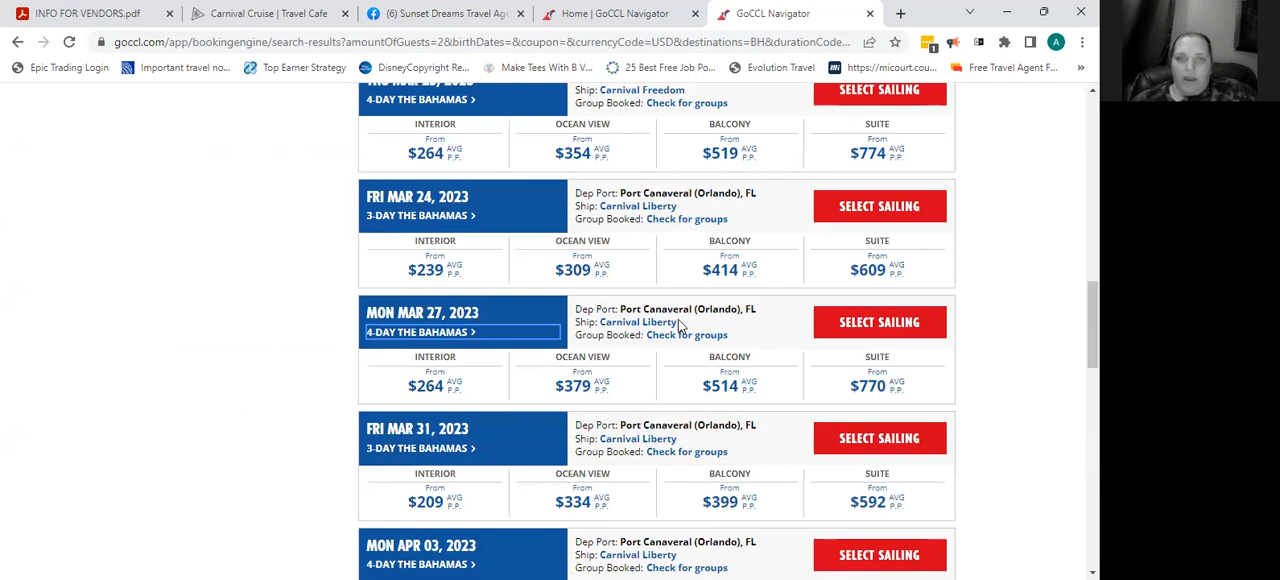 INFO FOR VENDORS.pdf
Carnival Cruise | Travel Cafe
(6) Sunset Dreams Travel Age
Home | GoCCL Navigator
GoCCL Navigator
goccl.com/app/bookingengine/search-results?amountOfGuests=2&birthDates=&coupon=&currencyCode=USD&destinations=BH&durationCode...
A
Epic Trading Login
Important travel no...
Top Earner Strategy
DisneyCopyright Re...
Make Tees With B V...
25 Best Free Job Po...
Evolution Travel
https://micourt.cou...
Free Travel Agent F...
»
4-DAY THE BAHAMAS >
Ship: Carnival Freedom
Group Booked: Check for groups
SELECT SAILING
INTERIOR OCEAN VIEW BALCONY SUITE
From From From From
$264 AVG P.P. $354 AVG P.P. $519 AVG P.P. $774 AVG P.P.
FRI MAR 24, 2023
3-DAY THE BAHAMAS >
Dep Port: Port Canaveral (Orlando), FL
Ship: Carnival Liberty
Group Booked: Check for groups
SELECT SAILING
INTERIOR OCEAN VIEW BALCONY SUITE
From From From From
$239 AVG P.P. $309 AVG P.P. $414 AVG P.P. $609 AVG P.P.
MON MAR 27, 2023
4-DAY THE BAHAMAS >
Dep Port: Port Canaveral (Orlando), FL
Ship: Carnival Liberty
Group Booked: Check for groups
SELECT SAILING
INTERIOR OCEAN VIEW BALCONY SUITE
From From From From
$264 AVG P.P. $379 AVG P.P. $514 AVG P.P. $770 AVG P.P.
FRI MAR 31, 2023
3-DAY THE BAHAMAS >
Dep Port: Port Canaveral (Orlando), FL
Ship: Carnival Liberty
Group Booked: Check for groups
SELECT SAILING
INTERIOR OCEAN VIEW BALCONY SUITE
From From From From
$209 AVG P.P. $334 AVG P.P. $399 AVG P.P. $592 AVG P.P.
MON APR 03, 2023
4-DAY THE BAHAMAS >
Dep Port: Port Canaveral (Orlando), FL
Ship: Carnival Liberty
Group Booked: Check for groups
SELECT SAILING